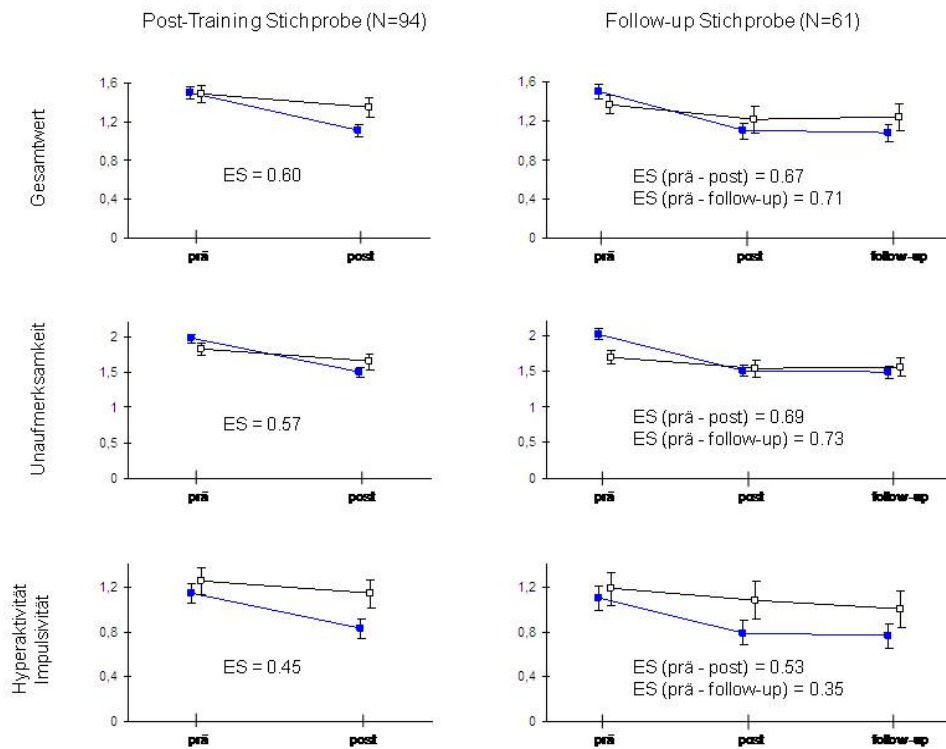 Post-Training Stichprobe (N=94)
Follow-up Stichprobe (N=61)
Gesamtwert
1,6
1,2
0,8
0,4
0
ES = 0.60
prä
post
1,6
1,2
0,8
0,4
0
ES (prä - post) = 0.67
ES (prä - follow-up) = 0.71
prä
post
follow-up
Unaufmerksamkeit
2
1,5
1
0,5
0
ES = 0.57
prä
post
2
1,5
1
0,5
0
ES (prä - post) = 0.69
ES (prä - follow-up) = 0.73
prä
post
follow-up
Hyperaktivität
Impulsivität
1,2
0,8
0,4
0
ES = 0.45
prä
post
1,2
0,8
0,4
0
ES (prä - post) = 0.53
ES (prä - follow-up) = 0.35
prä
post
follow-up